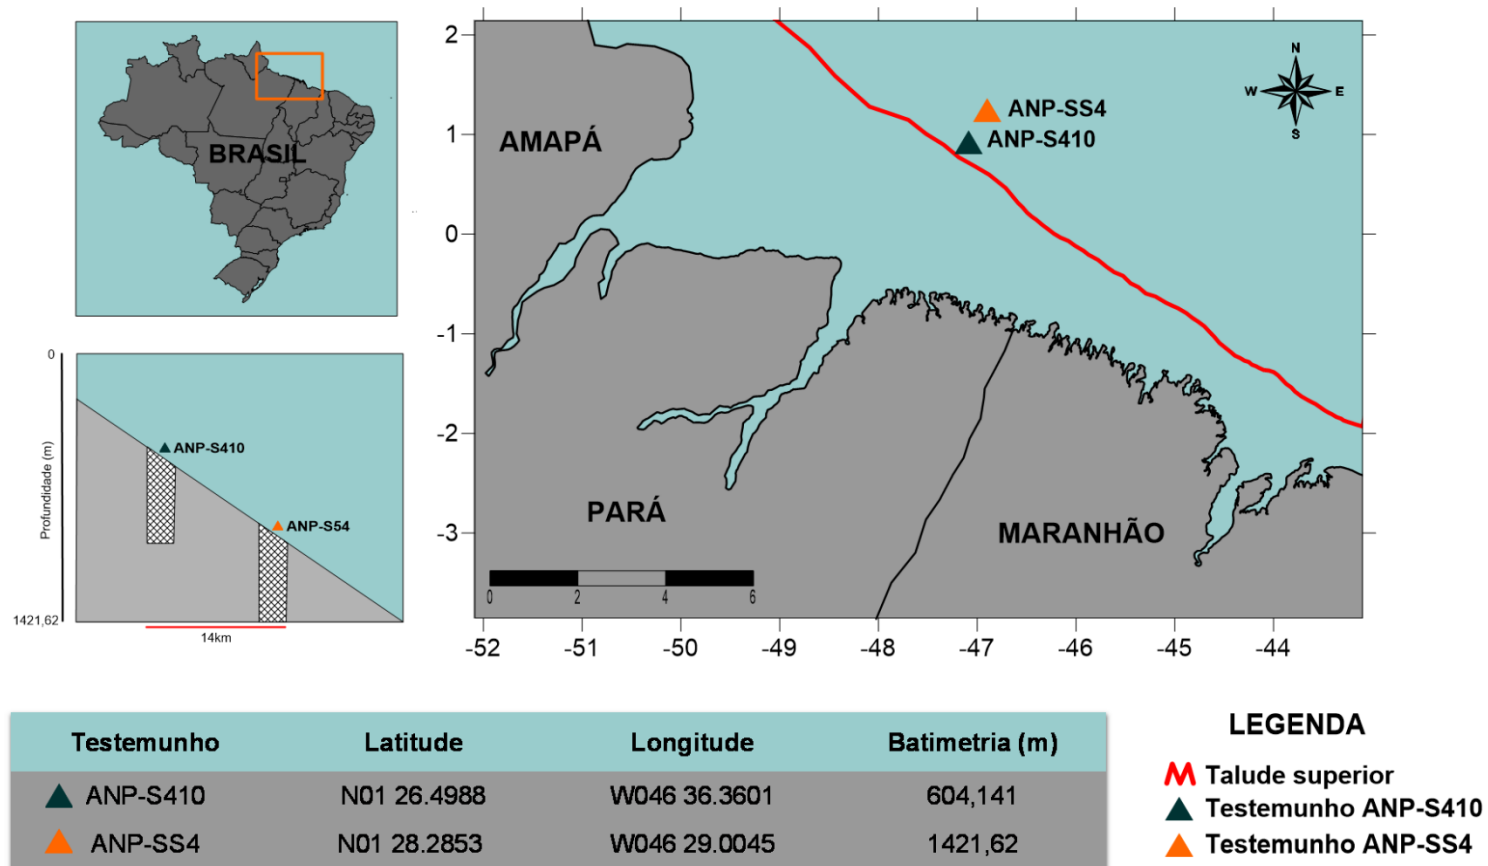 BRASIL
0
Profundidade (m)
1421,62
ANP-S410
ANP-S54
14km
2
1
0
-1
-2
-3
-52
-51
-50
-49
-48
-47
-46
-45
-44
AMAPÁ
PARÁ
MARANHÃO
ANP-SS4
ANP-S410
N
W
E
S
0
2
4
6
Testemunho Latitude Longitude Batimetria (m)
ANP-S410 N01 26.4988 W046 36.3601 604,141
ANP-SS4 N01 28.2853 W046 29.0045 1421,62
LEGENDA
Talude superior
Testemunho ANP-S410
Testemunho ANP-SS4